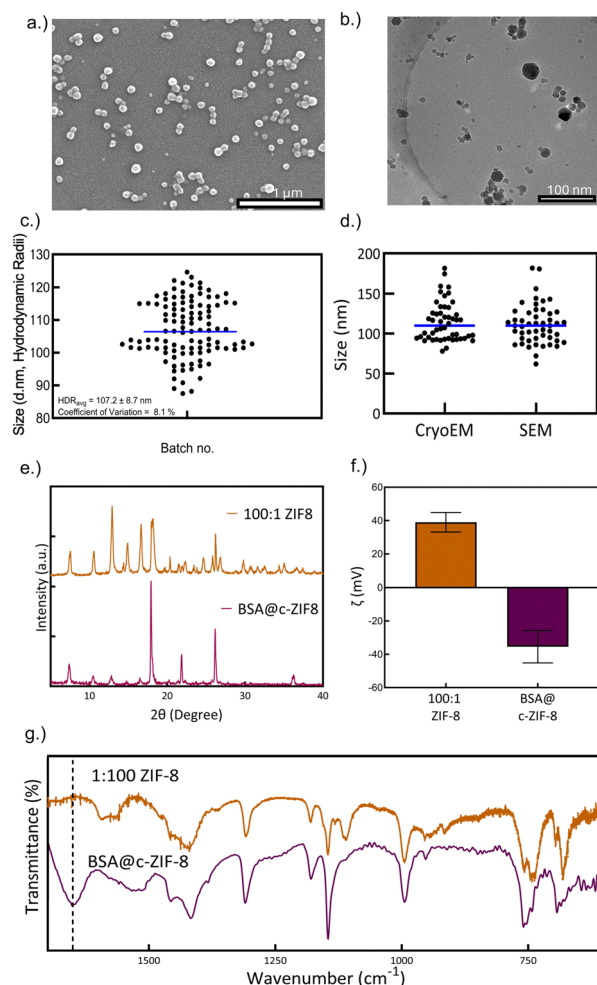 a.)
b.)
1 μm
100 nm
c.)
d.)
Size (d.nm, Hydrodynamic Radii)
130
120
110
100
90
80
HDRavg = 107.2 ± 8.7 nm
Coefficient of Variation = 8.1 %
Batch no.
Size (nm)
200
150
100
50
0
CryoEM
SEM
e.)
f.)
Intensity (a.u.)
100:1 ZIF8
BSA@c-ZIF8
10
20
30
40
2θ (Degree)
ζ (mV)
60
40
20
0
-20
-40
-60
100:1
ZIF-8
BSA@
c-ZIF-8
g.)
Transmittance (%)
1:100 ZIF-8
BSA@c-ZIF-8
1500
1250
1000
750
Wavenumber (cm⁻¹)